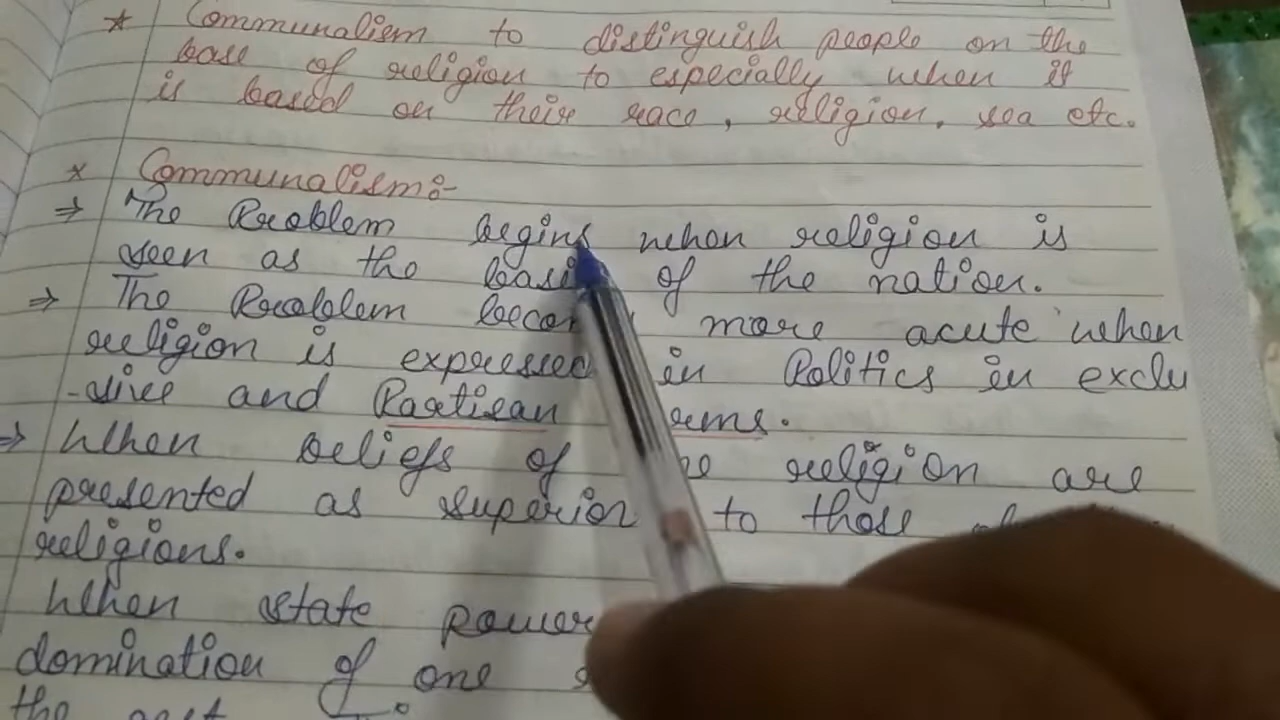 * Communalism to distinguish people on the
base of religion to especially when it
is based on their race, religion, sea etc.
* Communalism:-
⇒ The Problem begins when religion is
seen as the basis of the nation.
⇒ The Problem more acute when
religion is expressed in Politics in exclu
-sive and Partisan
⇒ When beliefs of religion are
presented as superior to those
religions.
When state power
domination of one
the rest